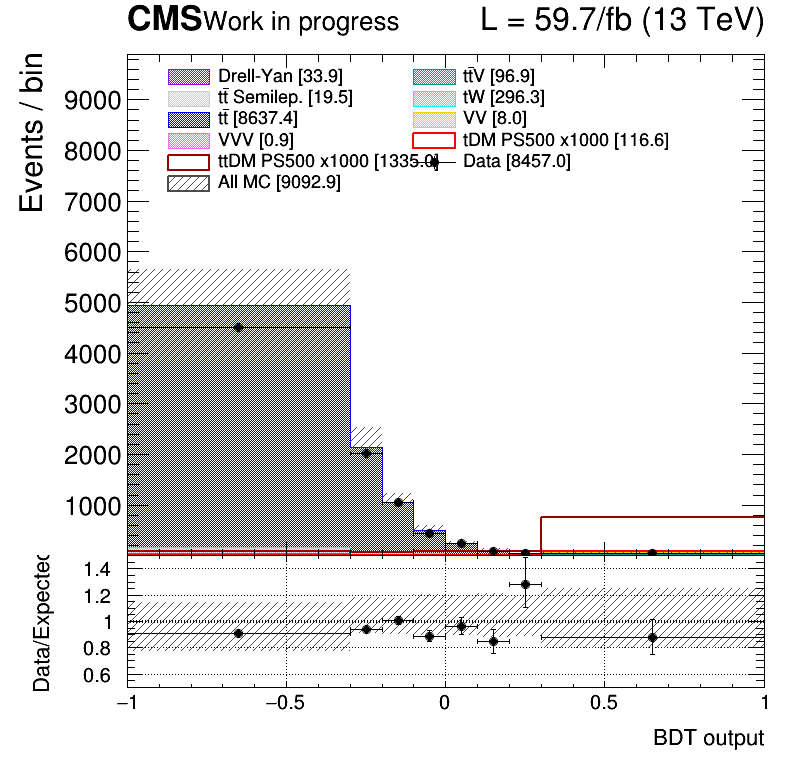 CMS Work in progress L = 59.7/fb (13 TeV)
Events / bin
Drell-Yan [33.9] tt̄V [96.9]
tt̄ Semilep. [19.5] tW [296.3]
tt̄ [8637.4] VV [8.0]
VVV [0.9] tDM PS500 x1000 [116.6]
ttDM PS500 x1000 [1335.0] Data [8457.0]
All MC [9092.9]
9000
8000
7000
6000
5000
4000
3000
2000
1000
Data/Expected
1.4
1.2
1
0.8
0.6
−1 −0.5 0 0.5 1
BDT output